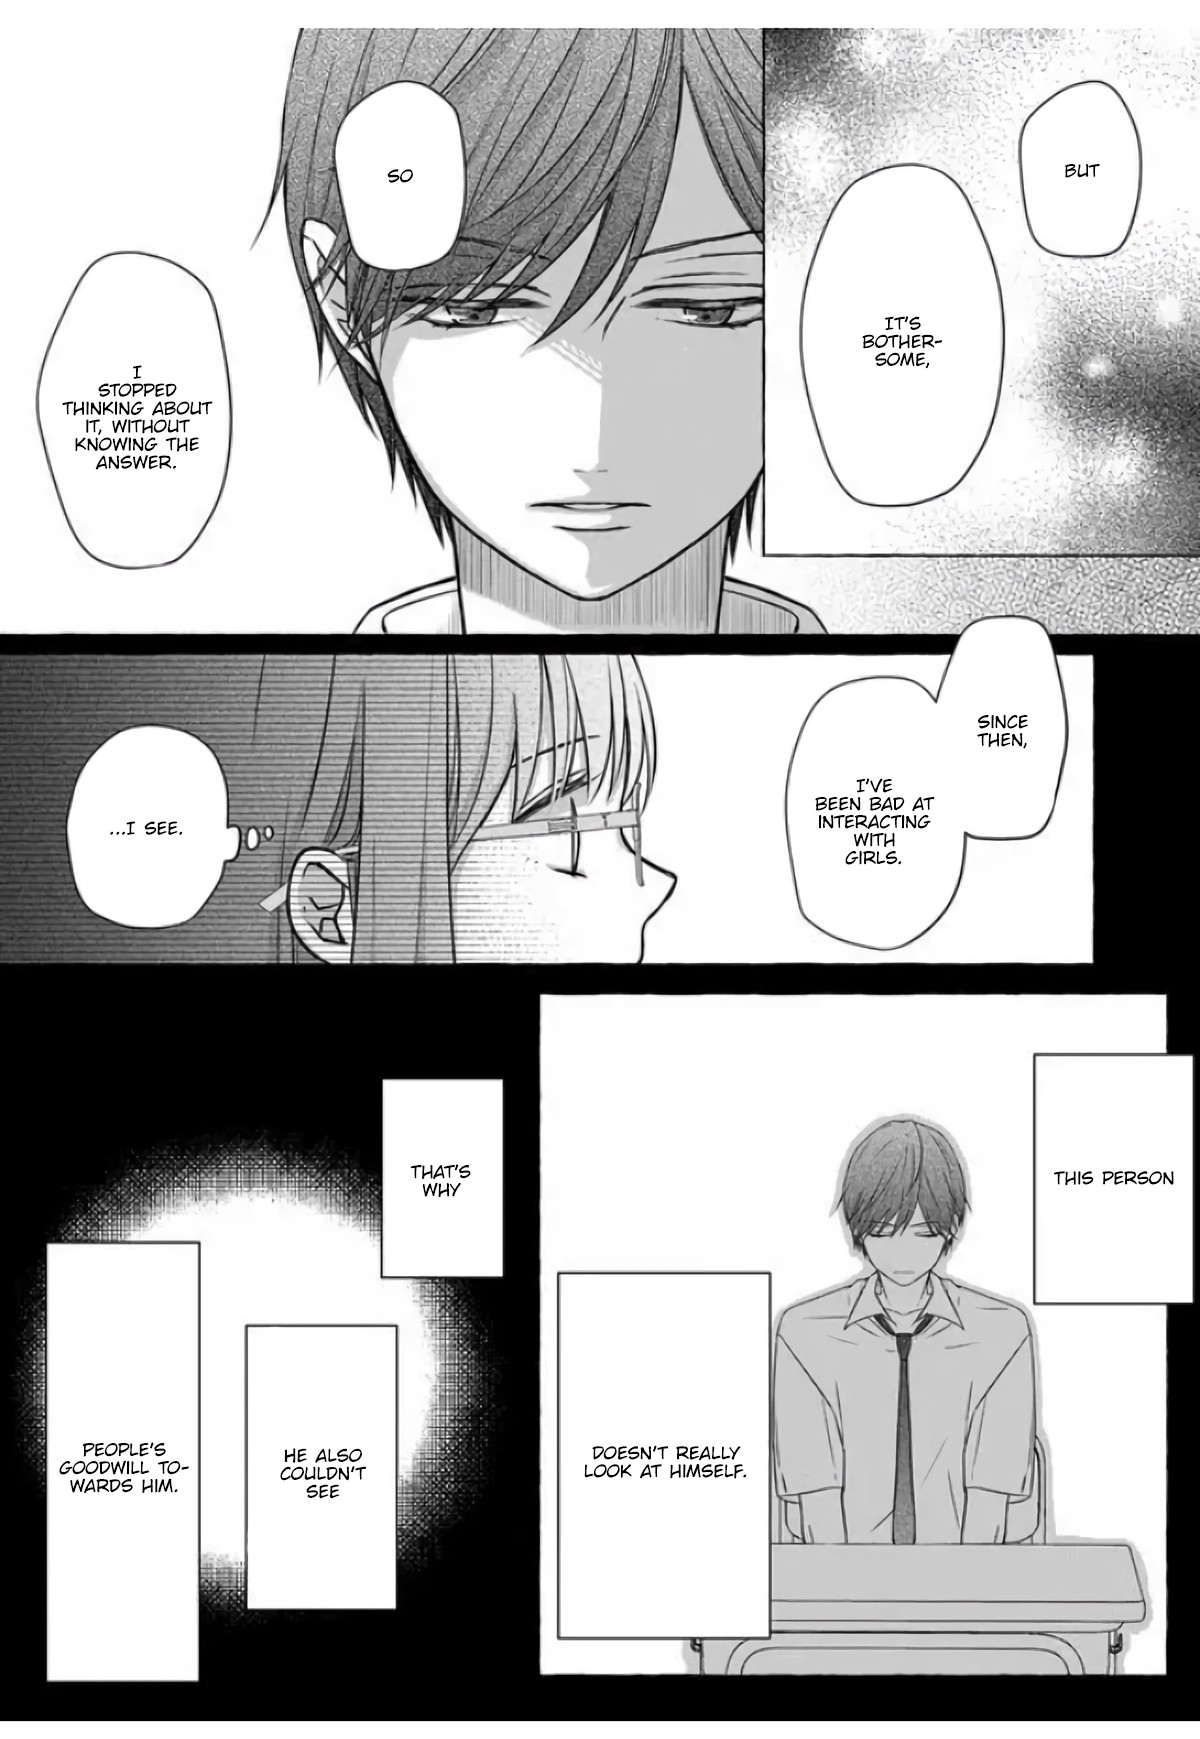 BUT
IT'S
BOTHER-
SOME,
SO
I
STOPPED
THINKING ABOUT
IT, WITHOUT
KNOWING THE
ANSWER.
SINCE
THEN,
I'VE
BEEN BAD AT
INTERACTING
WITH
GIRLS.
...I SEE.
THIS PERSON
DOESN'T REALLY
LOOK AT HIMSELF.
THAT'S
WHY
HE ALSO
COULDN'T
SEE
PEOPLE'S
GOODWILL TO-
WARDS HIM.